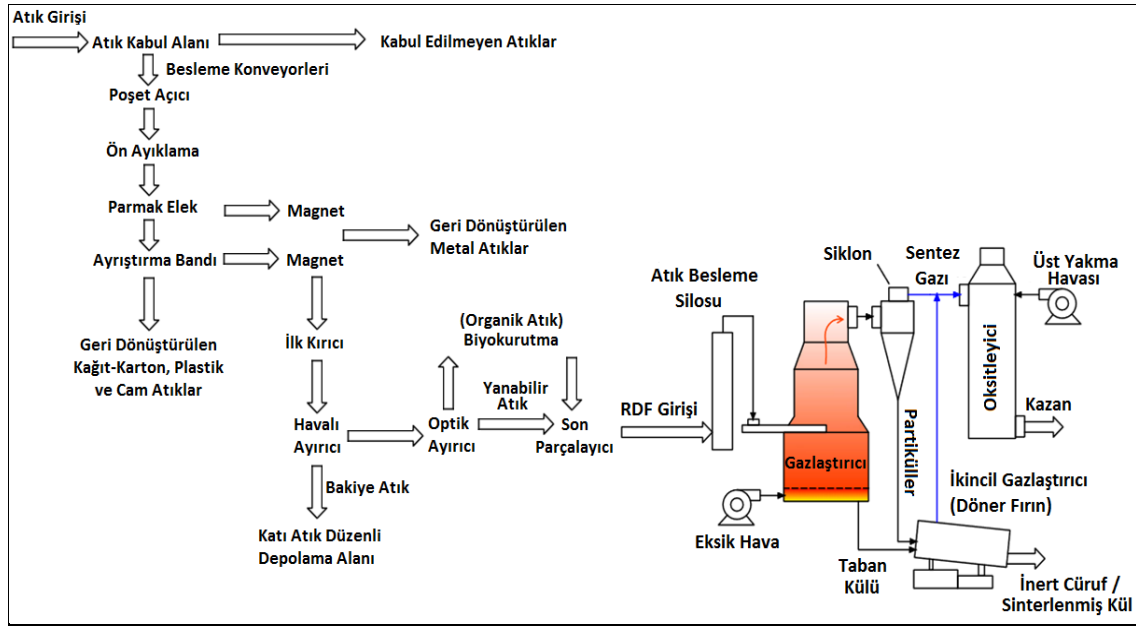 Atık Girişi
Atık Kabul Alanı
Kabul Edilmeyen Atıklar
Besleme Konveyorleri
Poşet Açıcı
Ön Ayıklama
Parmak Elek
Magnet
Geri Dönüştürülen
Metal Atıklar
Ayrıştırma Bandı
Magnet
Geri Dönüştürülen
Kağıt-Karton, Plastik
ve Cam Atıklar
İlk Kırıcı
(Organik Atık)
Biyokurutma
Havalı
Ayırıcı
Optik
Ayırıcı
Yanabilir
Atık
Son
Parçalayıcı
Bakiye Atık
Katı Atık Düzenli
Depolama Alanı
RDF Girişi
Atık Besleme
Silosu
Gazlaştırıcı
Eksik Hava
Siklon
Sentez
Gazı
Üst Yakma
Havası
Oksitleyici
Kazan
Partiküller
İkincil Gazlaştırıcı
(Döner Fırın)
Taban
Külü
İnert Cüruf /
Sinterlenmiş Kül